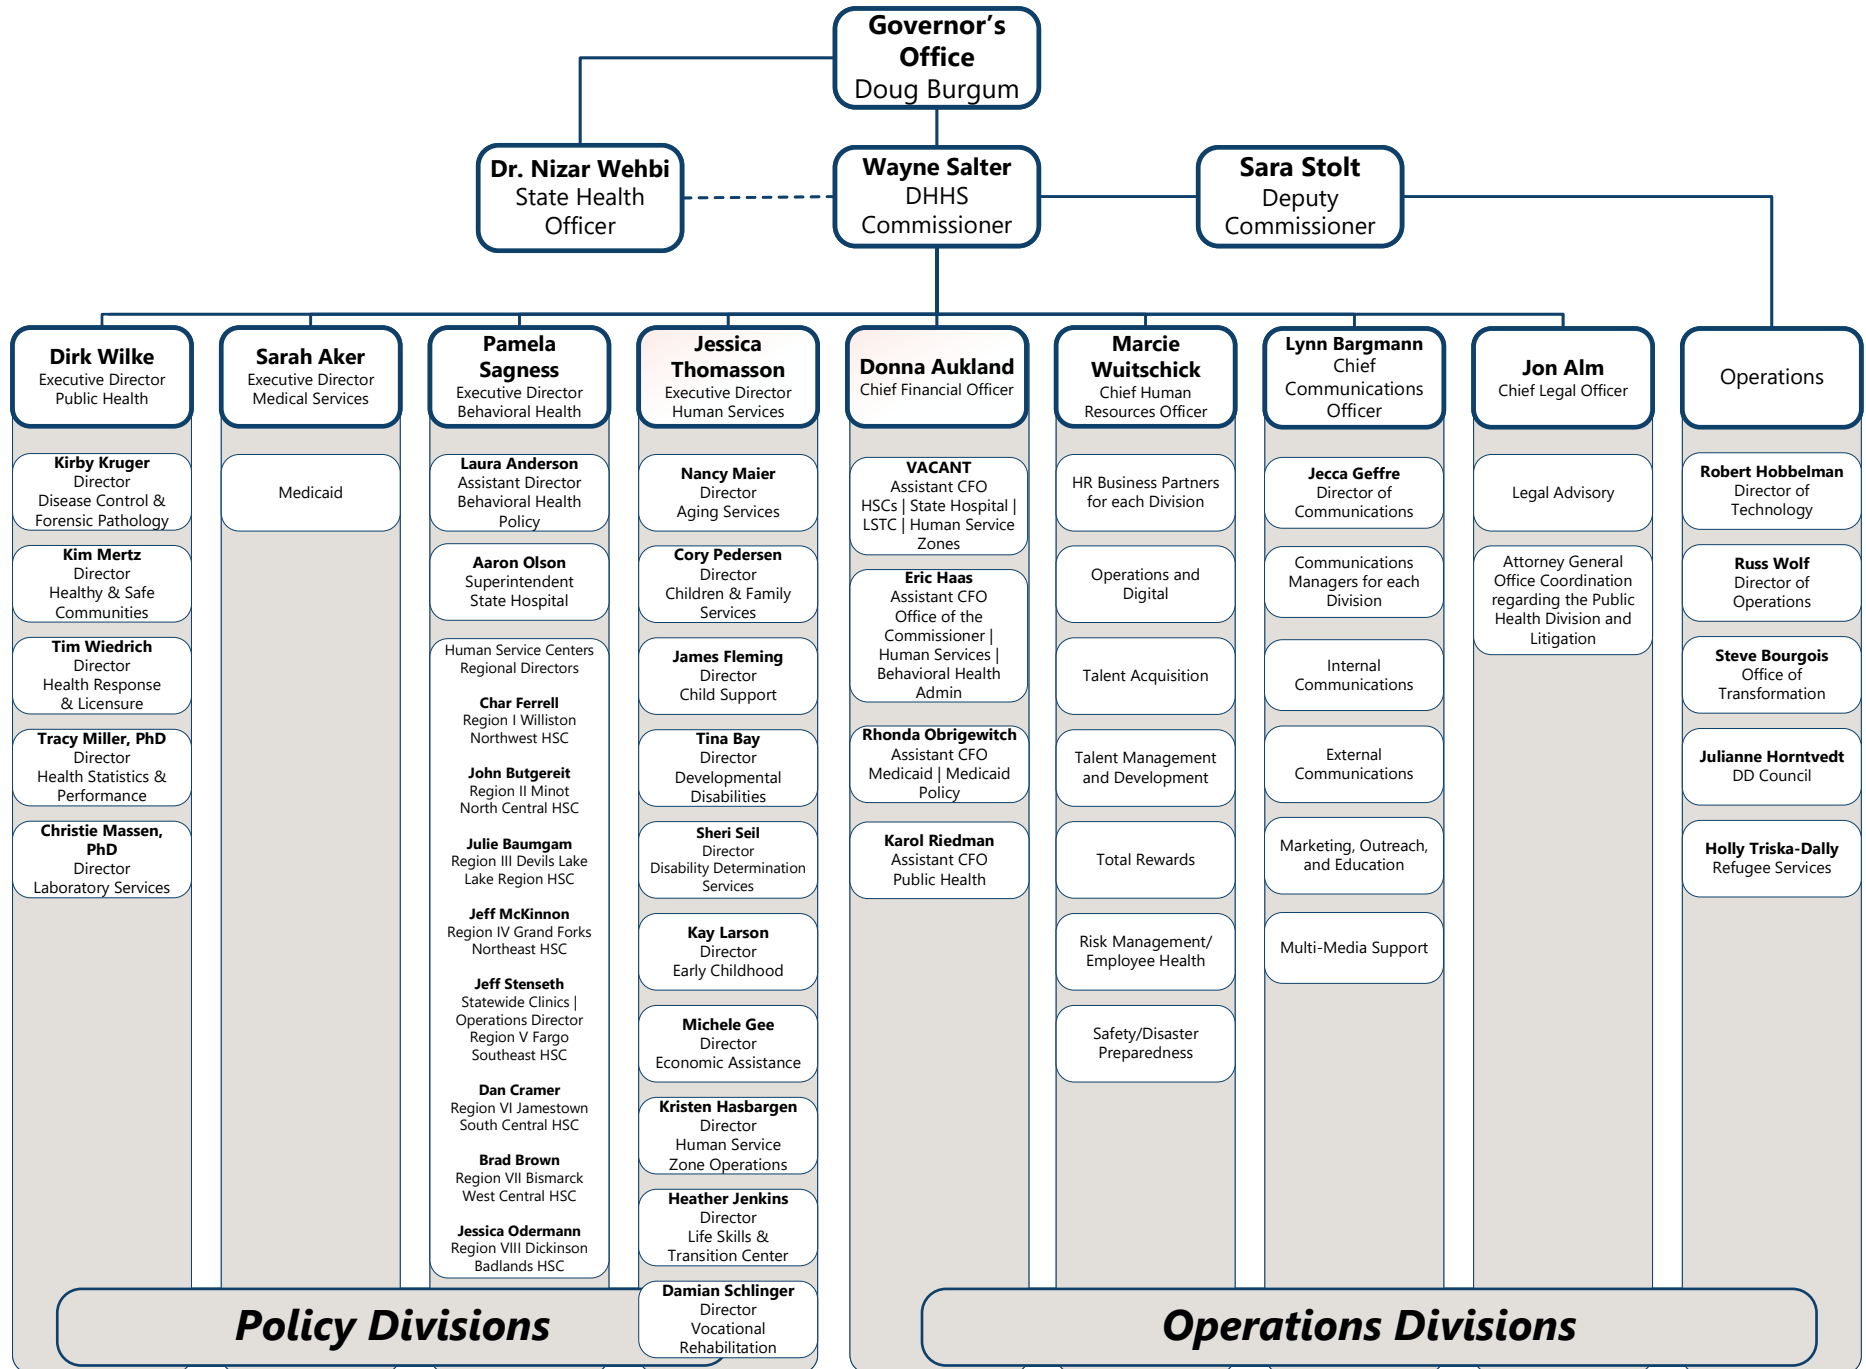 Governor's
Office
Doug Burgum
Dr. Nizar Wehbi
State Health
Officer
Wayne Salter
DHHS
Commissioner
Sara Stolt
Deputy
Commissioner
Dirk Wilke
Executive Director
Public Health
Kirby Kruger
Director
Disease Control &
Forensic Pathology
Kim Mertz
Director
Healthy & Safe
Communities
Tim Wiedrich
Director
Health Response
& Licensure
Tracy Miller, PhD
Director
Health Statistics &
Performance
Christie Massen,
PhD
Director
Laboratory Services
Sarah Aker
Executive Director
Medical Services
Medicaid
Pamela
Sagness
Executive Director
Behavioral Health
Laura Anderson
Assistant Director
Behavioral Health
Policy
Aaron Olson
Superintendent
State Hospital
Human Service Centers
Regional Directors
Char Ferrell
Region I Williston
Northwest HSC
John Butgereit
Region II Minot
North Central HSC
Julie Baumgam
Region III Devils Lake
Lake Region HSC
Jeff McKinnon
Region IV Grand Forks
Northeast HSC
Jeff Stenseth
Statewide Clinics |
Operations Director
Region V Fargo
Southeast HSC
Dan Cramer
Region VI Jamestown
South Central HSC
Brad Brown
Region VII Bismarck
West Central HSC
Jessica Odermann
Region VIII Dickinson
Badlands HSC
Jessica
Thomasson
Executive Director
Human Services
Nancy Maier
Director
Aging Services
Cory Pedersen
Director
Children & Family
Services
James Fleming
Director
Child Support
Tina Bay
Director
Developmental
Disabilities
Sheri Seil
Director
Disability Determination
Services
Kay Larson
Director
Early Childhood
Michele Gee
Director
Economic Assistance
Kristen Hasbargen
Director
Human Service
Zone Operations
Heather Jenkins
Director
Life Skills &
Transition Center
Damian Schlinger
Director
Vocational
Rehabilitation
Donna Aukland
Chief Financial Officer
VACANT
Assistant CFO
HSCs | State Hospital |
LSTC | Human Service
Zones
Eric Haas
Assistant CFO
Office of the
Commissioner |
Human Services |
Behavioral Health
Admin
Rhonda Obrigewitch
Assistant CFO
Medicaid | Medicaid
Policy
Karol Riedman
Assistant CFO
Public Health
Marcie
Wuitschick
Chief Human
Resources Officer
HR Business Partners
for each Division
Operations and
Digital
Talent Acquisition
Talent Management
and Development
Total Rewards
Risk Management/
Employee Health
Safety/Disaster
Preparedness
Lynn Bargmann
Chief
Communications
Officer
Jecca Geffre
Director of
Communications
Communications
Managers for each
Division
Internal
Communications
External
Communications
Marketing, Outreach,
and Education
Multi-Media Support
Jon Alm
Chief Legal Officer
Legal Advisory
Attorney General
Office Coordination
regarding the Public
Health Division and
Litigation
Operations
Robert Hobbelman
Director of
Technology
Russ Wolf
Director of
Operations
Steve Bourgois
Office of
Transformation
Julianne Horntvedt
DD Council
Holly Triska-Dally
Refugee Services
Policy Divisions
Operations Divisions